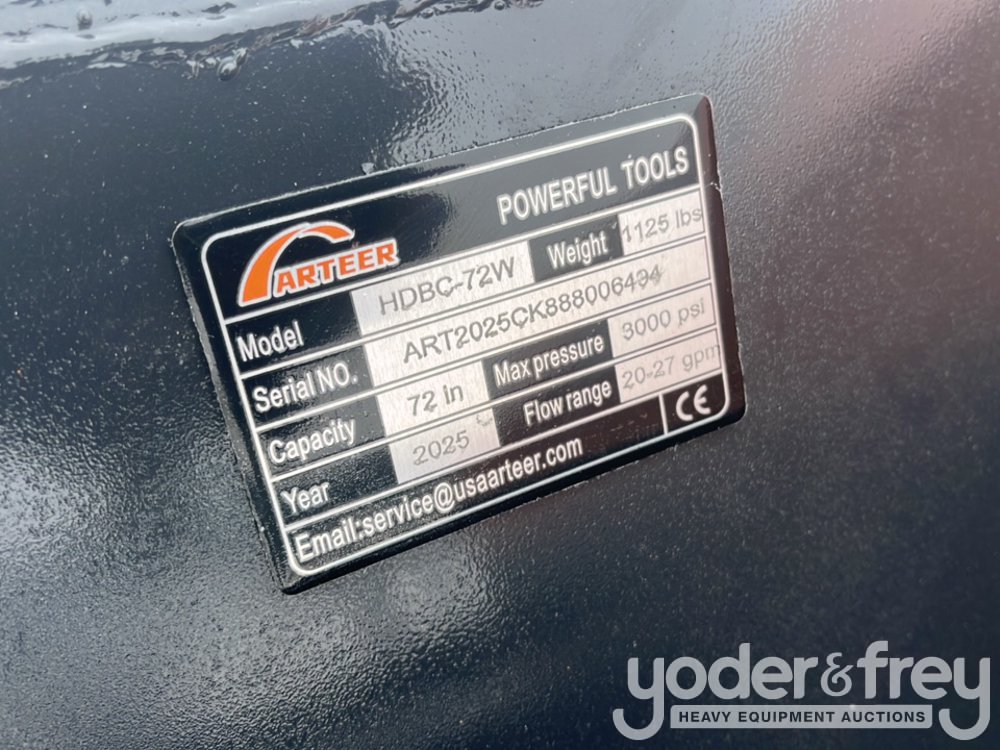 ARTEER POWERFUL TOOLS
Model HDBC-72W Weight 1125 lbs
Serial NO. ART2025CK888006434
Capacity 72 In Max pressure 3000 psi
Year 2025 Flow range 20-27 gpm
Email:service@usaarteer.com CE
yoder&frey
HEAVY EQUIPMENT AUCTIONS